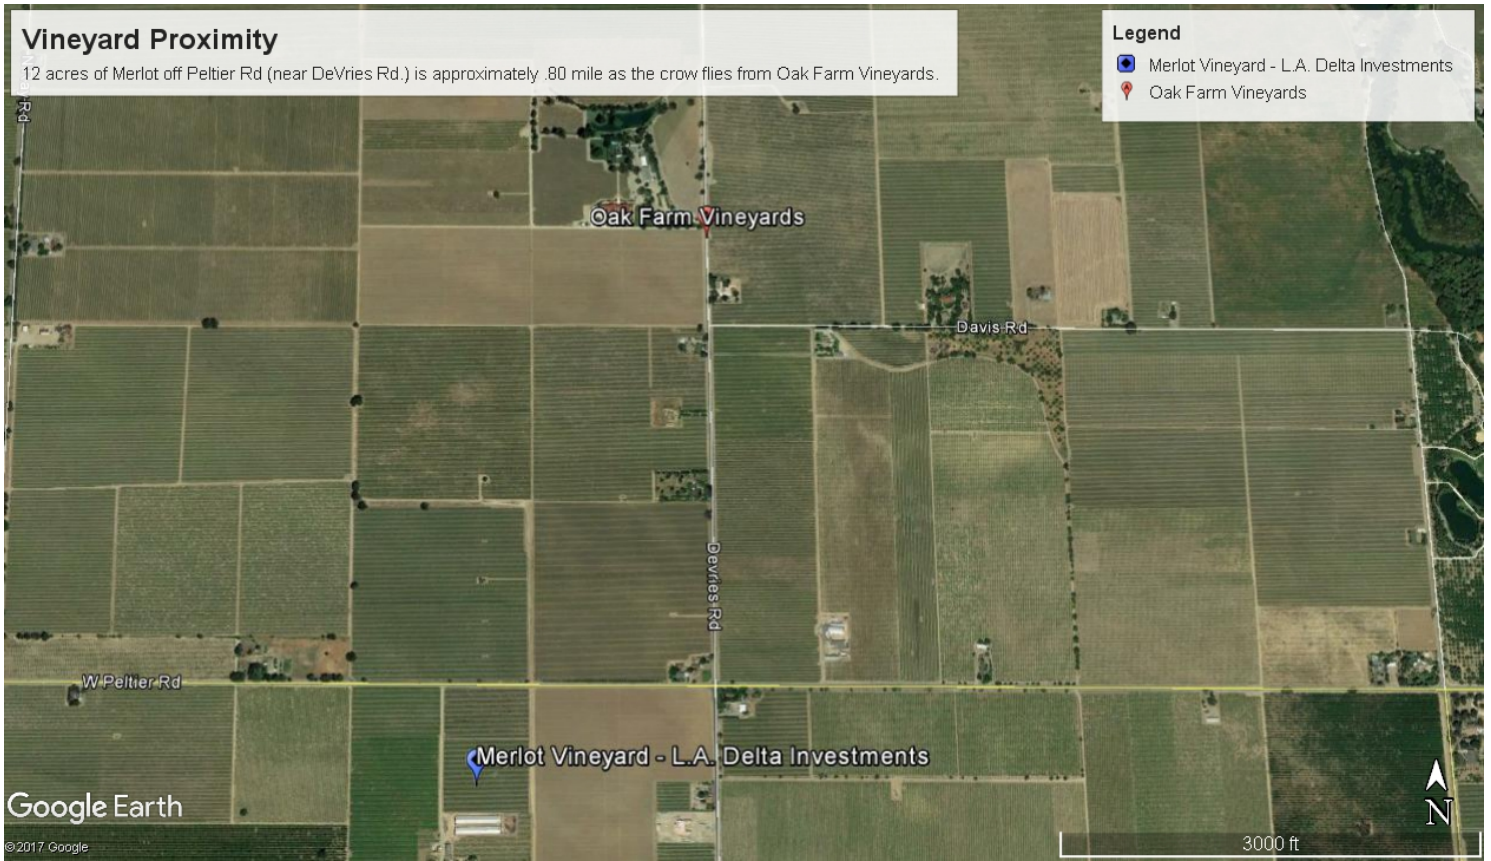 Vineyard Proximity
12 acres of Merlot off Peltier Rd (near DeVries Rd.) is approximately .80 mile as the crow flies from Oak Farm Vineyards.
Legend
Merlot Vineyard - L.A. Delta Investments
Oak Farm Vineyards
Oak Farm Vineyards
Davis Rd
Devries Rd
W Peltier Rd
Merlot Vineyard - L.A. Delta Investments
Google Earth
©2017 Google
N
3000 ft